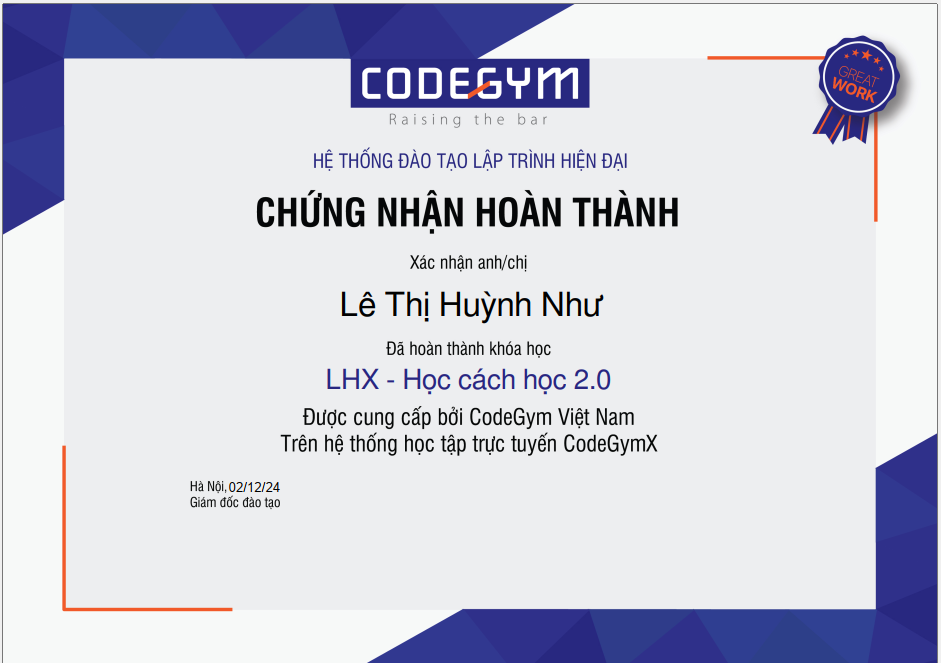 CODEGYM
Raising the bar
GREAT
WORK
HỆ THỐNG ĐÀO TẠO LẬP TRÌNH HIỆN ĐẠI
CHỨNG NHẬN HOÀN THÀNH
Xác nhận anh/chị
Lê Thị Huỳnh Như
Đã hoàn thành khóa học
LHX - Học cách học 2.0
Được cung cấp bởi CodeGym Việt Nam
Trên hệ thống học tập trực tuyến CodeGymX
Hà Nội, 02/12/24
Giám đốc đào tạo